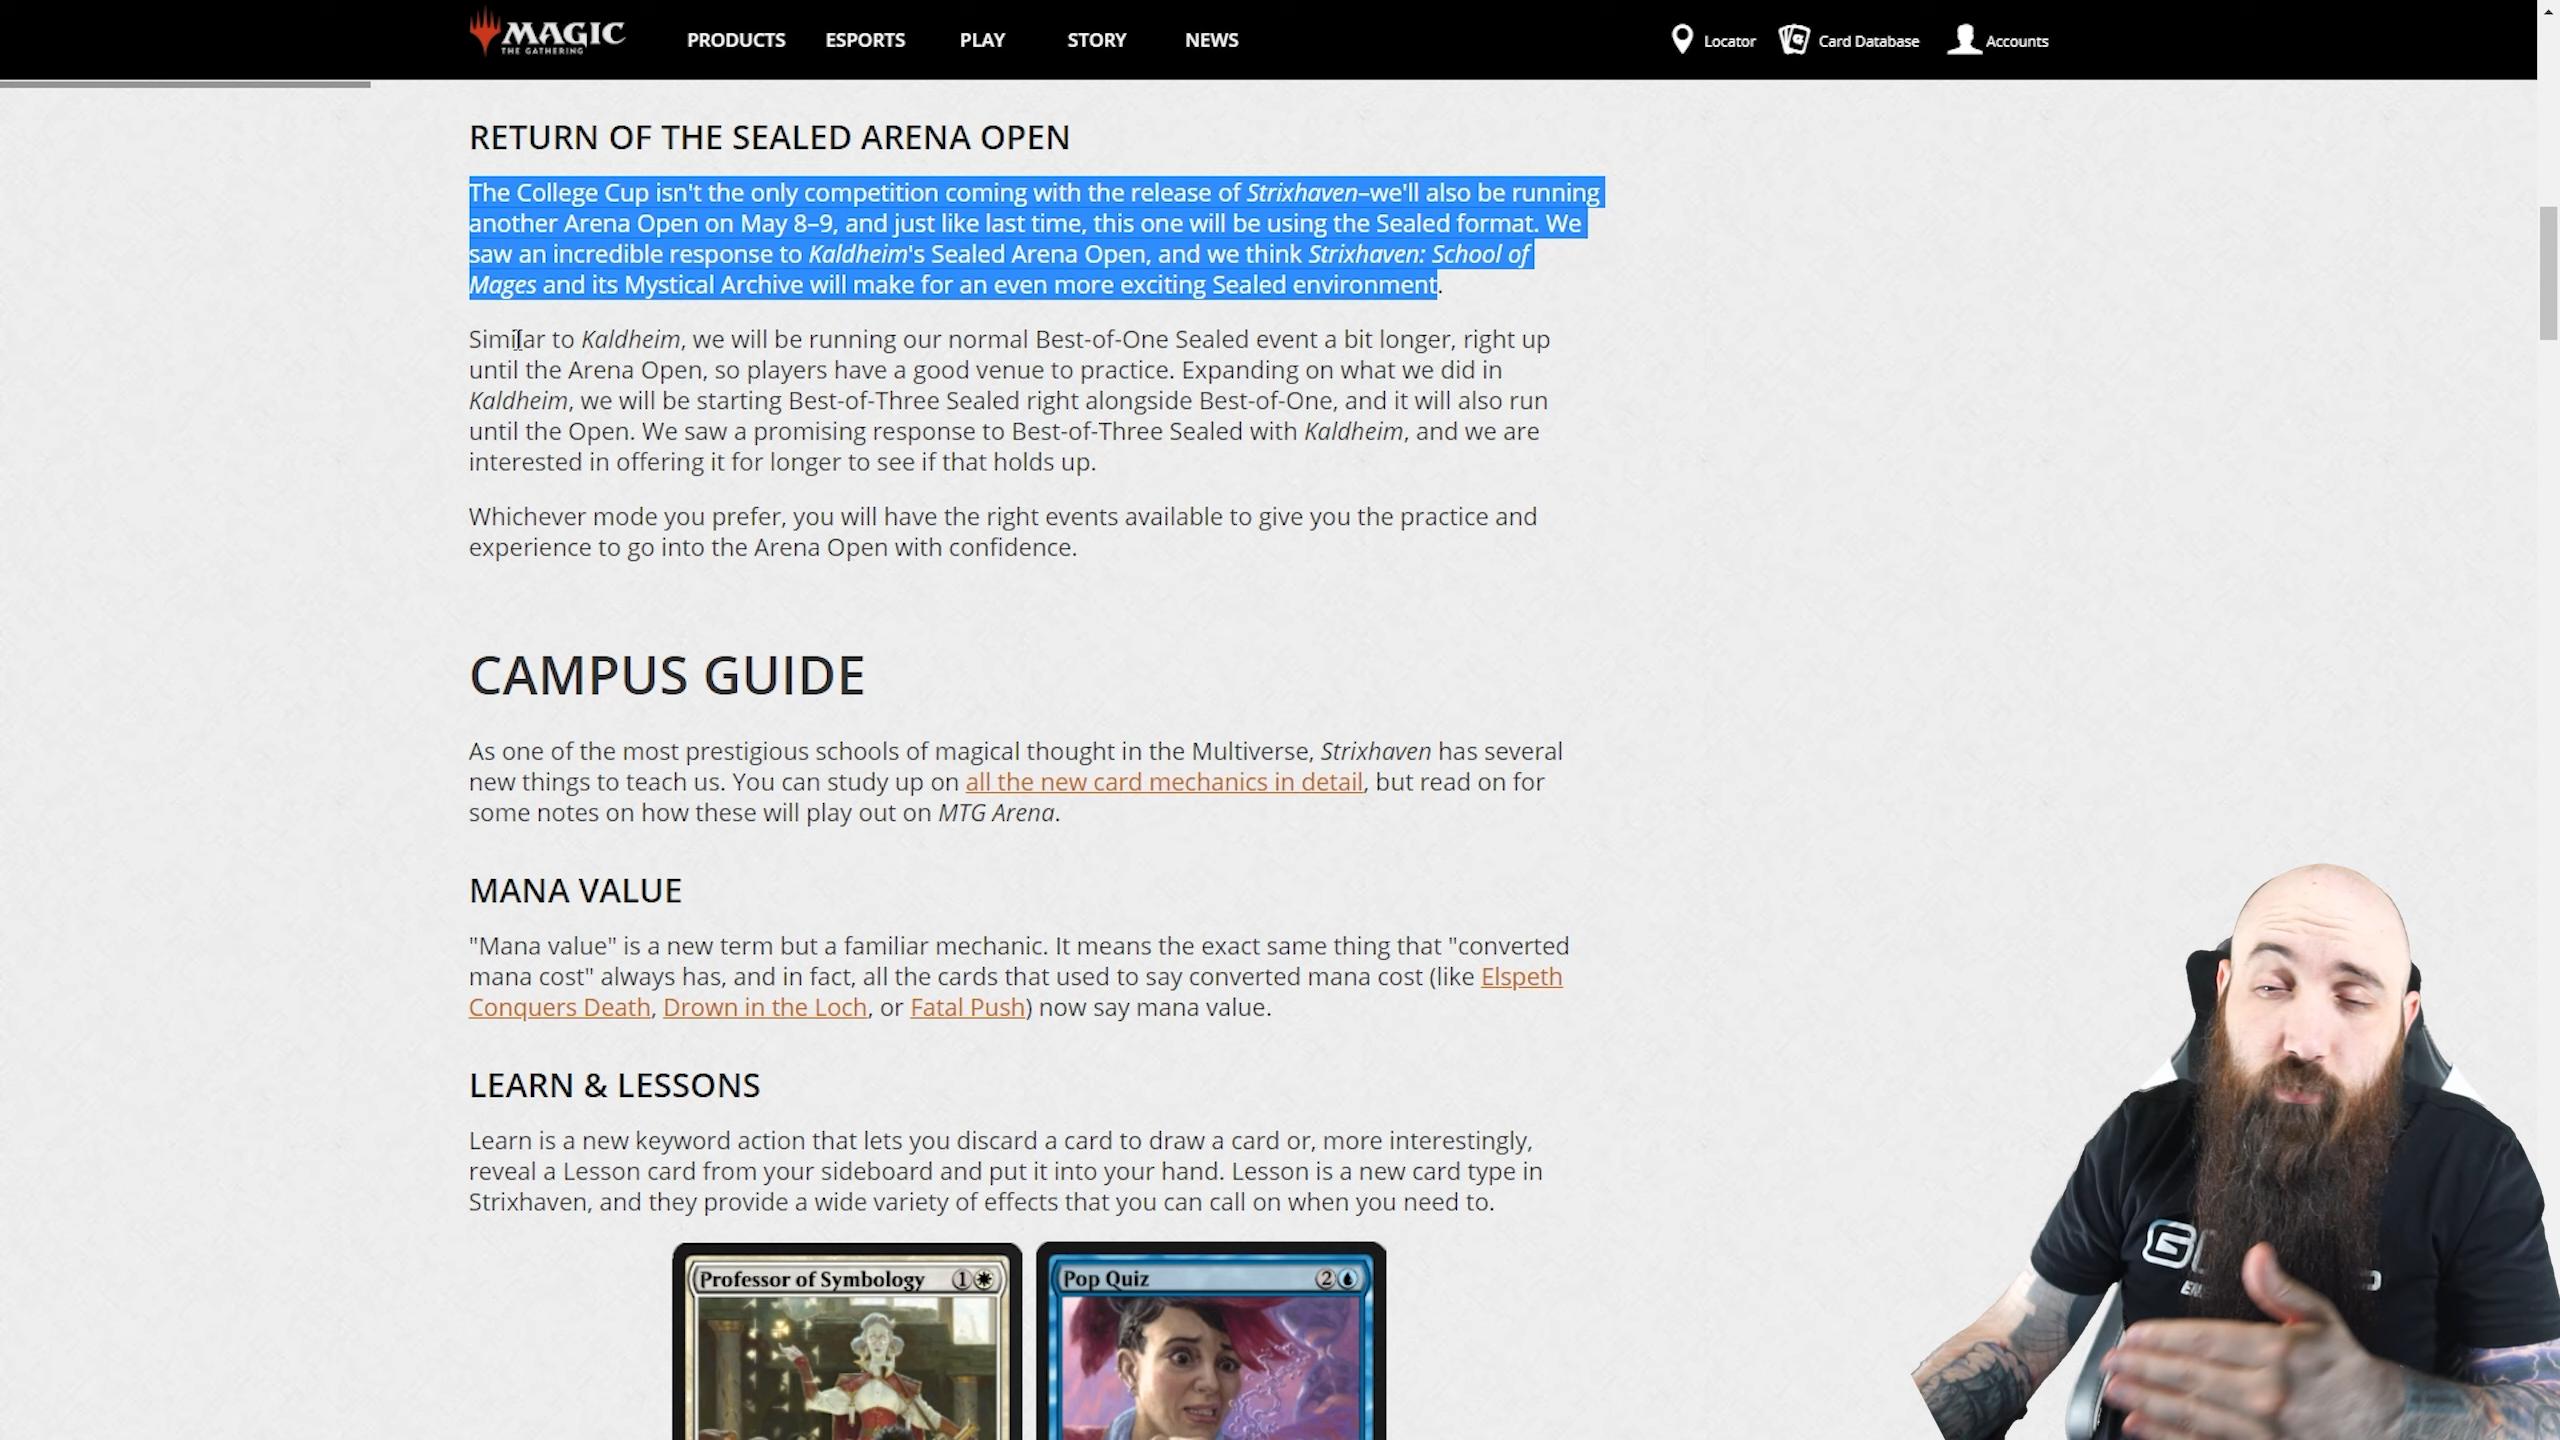 MAGIC
THE GATHERING
PRODUCTS ESPORTS PLAY STORY NEWS
Locator Card Database Accounts
RETURN OF THE SEALED ARENA OPEN
The College Cup isn't the only competition coming with the release of Strixhaven–we'll also be running
another Arena Open on May 8–9, and just like last time, this one will be using the Sealed format. We
saw an incredible response to Kaldheim's Sealed Arena Open, and we think Strixhaven: School of
Mages and its Mystical Archive will make for an even more exciting Sealed environment.
Similar to Kaldheim, we will be running our normal Best-of-One Sealed event a bit longer, right up
until the Arena Open, so players have a good venue to practice. Expanding on what we did in
Kaldheim, we will be starting Best-of-Three Sealed right alongside Best-of-One, and it will also run
until the Open. We saw a promising response to Best-of-Three Sealed with Kaldheim, and we are
interested in offering it for longer to see if that holds up.
Whichever mode you prefer, you will have the right events available to give you the practice and
experience to go into the Arena Open with confidence.
CAMPUS GUIDE
As one of the most prestigious schools of magical thought in the Multiverse, Strixhaven has several
new things to teach us. You can study up on all the new card mechanics in detail, but read on for
some notes on how these will play out on MTG Arena.
MANA VALUE
"Mana value" is a new term but a familiar mechanic. It means the exact same thing that "converted
mana cost" always has, and in fact, all the cards that used to say converted mana cost (like Elspeth
Conquers Death, Drown in the Loch, or Fatal Push) now say mana value.
LEARN & LESSONS
Learn is a new keyword action that lets you discard a card to draw a card or, more interestingly,
reveal a Lesson card from your sideboard and put it into your hand. Lesson is a new card type in
Strixhaven, and they provide a wide variety of effects that you can call on when you need to.
Professor of Symbology 1
Pop Quiz 2